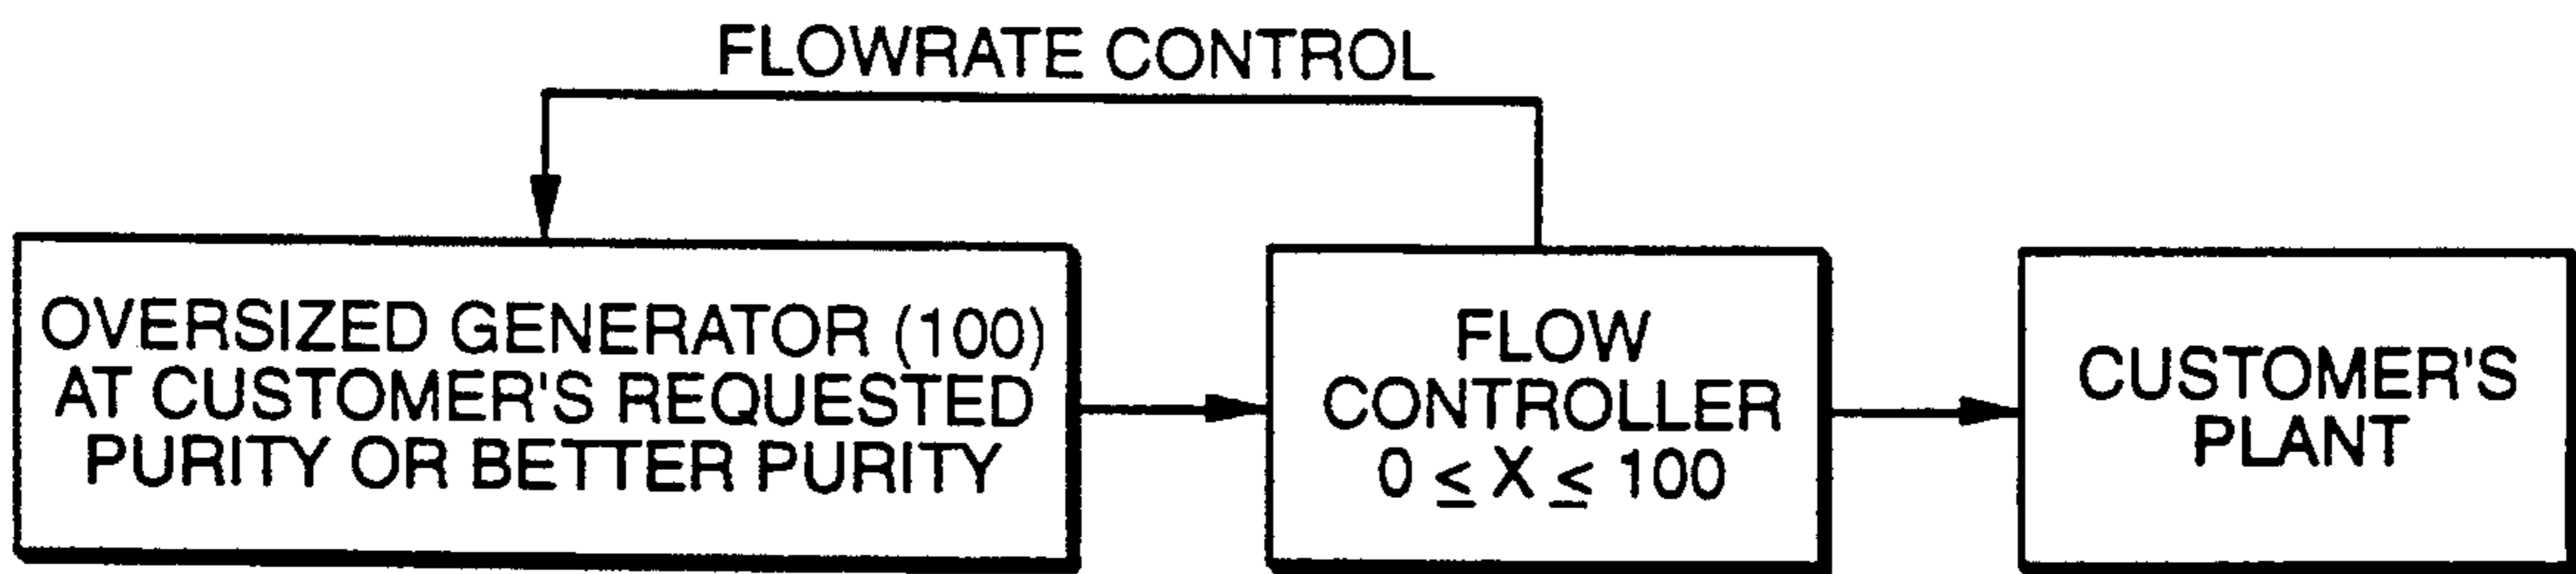 FLOWRATE CONTROL
OVERSIZED GENERATOR (100)
AT CUSTOMER'S REQUESTED
PURITY OR BETTER PURITY
FLOW
CONTROLLER
0 ≤ X ≤ 100
CUSTOMER'S
PLANT